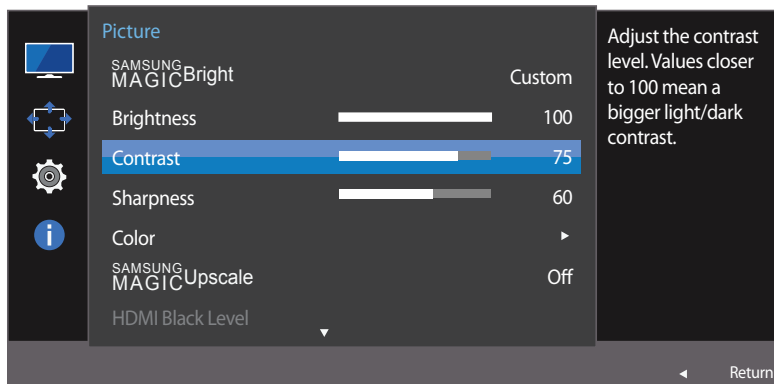 Picture
SAMSUNG
MAGICBright Custom
Brightness 100
Contrast 75
Sharpness 60
Color
SAMSUNG
MAGICUpscale Off
HDMI Black Level
Adjust the contrast
level. Values closer
to 100 mean a
bigger light/dark
contrast.
Return